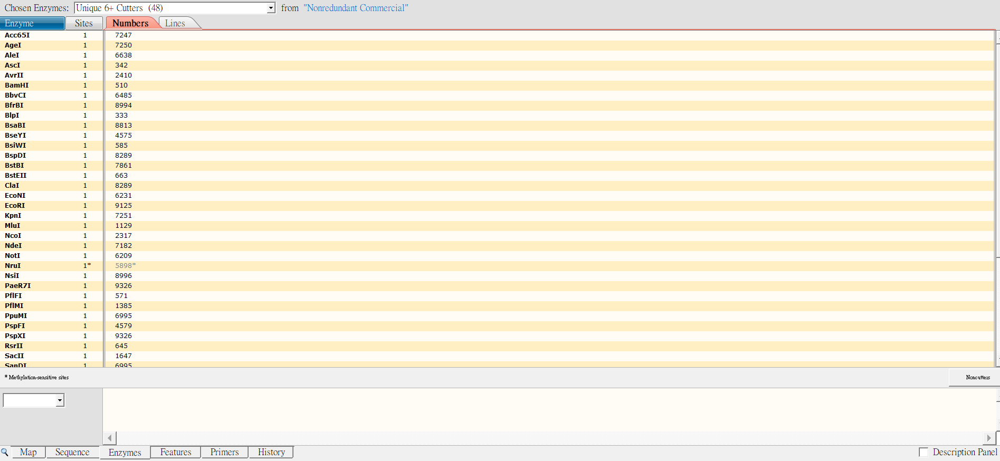 Chosen Enzymes: Unique 6+ Cutters (48) from "Nonredundant Commercial"
Enzyme Sites Numbers Lines
Acc65I 1 7247
AgeI 1 7250
AleI 1 6638
AscI 1 342
AvrII 1 2410
BamHI 1 510
BbvCI 1 6485
BfrBI 1 8994
BlpI 1 333
BsaBI 1 8813
BseYI 1 4575
BsiWI 1 585
BspDI 1 8289
BstBI 1 7861
BstEII 1 663
ClaI 1 8289
EcoNI 1 6231
EcoRI 1 9125
KpnI 1 7251
MluI 1 1129
NcoI 1 2317
NdeI 1 7182
NotI 1 6209
NruI 1* 5898*
NsiI 1 8996
PaeR7I 1 9326
PflFI 1 571
PflMI 1 1385
PpuMI 1 6995
PspFI 1 4579
PspXI 1 9326
RsrII 1 645
SacII 1 1647
SanDI 1 6995
* Methylation-sensitive sites Noncutters
Map Sequence Enzymes Features Primers History Description Panel